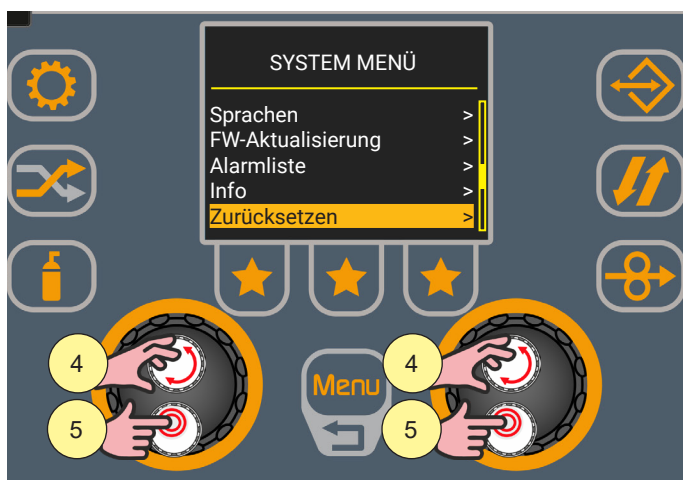 SYSTEM MENÜ
Sprachen >
FW-Aktualisierung >
Alarmliste >
Info >
Zurücksetzen >
4
4
Menu
5
5